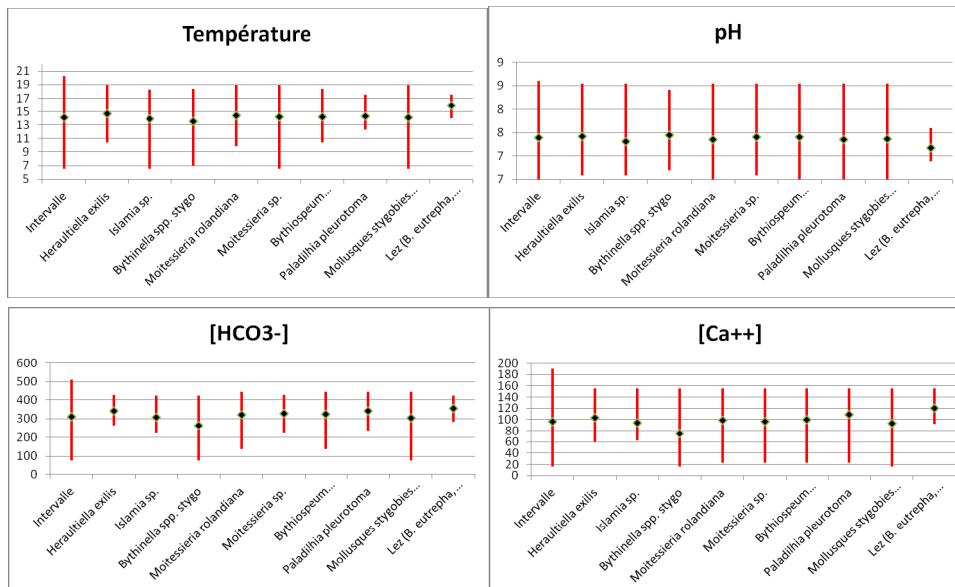 Température
21
19
17
15
13
11
9
7
5
Intervalle
Heraultiella exilis
Islamia sp.
Bythinella spp. stygo
Moitessieria rolandiana
Moitessieria sp.
Bythiospeum...
Paladilhia pleurotoma
Mollusques stygobies...
Lez (B. eutrepha,...
pH
9
9
8
8
7
7
Intervalle
Heraultiella exilis
Islamia sp.
Bythinella spp. stygo
Moitessieria rolandiana
Moitessieria sp.
Bythiospeum...
Paladilhia pleurotoma
Mollusques stygobies...
Lez (B. eutrepha,...
[HCO3-]
600
500
400
300
200
100
0
Intervalle
Heraultiella exilis
Islamia sp.
Bythinella spp. stygo
Moitessieria rolandiana
Moitessieria sp.
Bythiospeum...
Paladilhia pleurotoma
Mollusques stygobies...
Lez (B. eutrepha,...
[Ca++]
200
180
160
140
120
100
80
60
40
20
0
Intervalle
Heraultiella exilis
Islamia sp.
Bythinella spp. stygo
Moitessieria rolandiana
Moitessieria sp.
Bythiospeum...
Paladilhia pleurotoma
Mollusques stygobies...
Lez (B. eutrepha,...